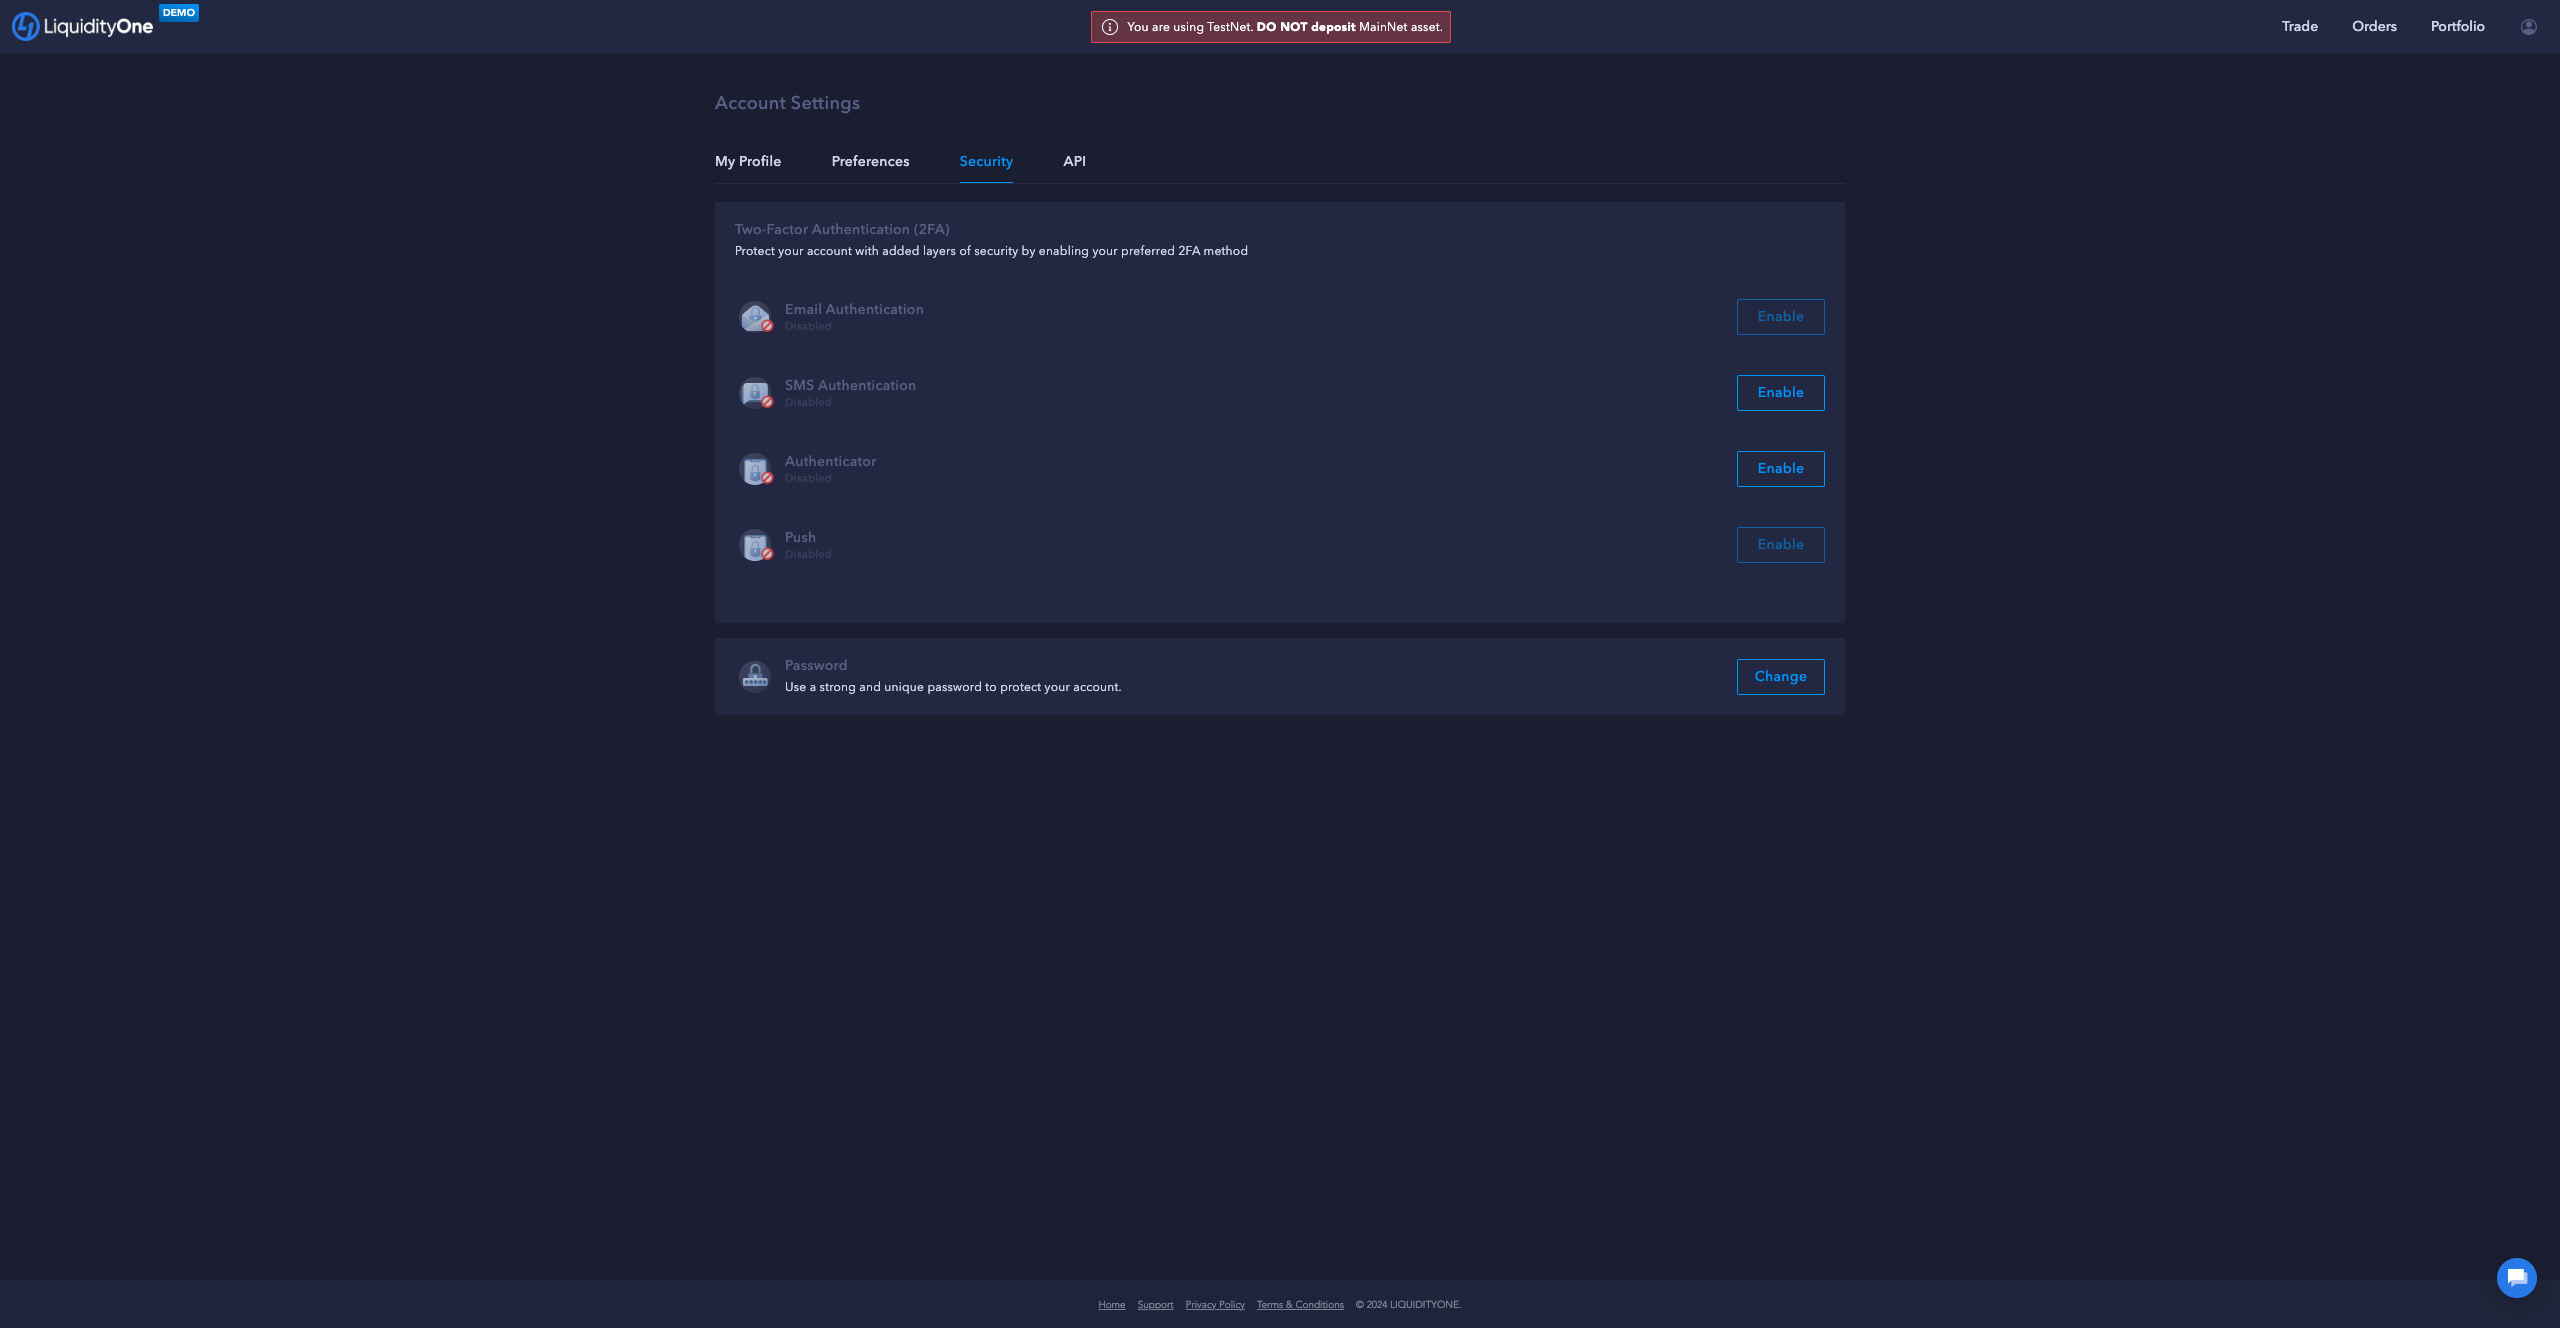 LiquidityOne DEMO
You are using TestNet. DO NOT deposit MainNet asset.
Trade Orders Portfolio
Account Settings
My Profile Preferences Security API
Two-Factor Authentication (2FA)
Protect your account with added layers of security by enabling your preferred 2FA method
Email Authentication
Disabled
Enable
SMS Authentication
Disabled
Enable
Authenticator
Disabled
Enable
Push
Disabled
Enable
Password
Use a strong and unique password to protect your account.
Change
Home Support Privacy Policy Terms & Conditions © 2024 LIQUIDITYONE.